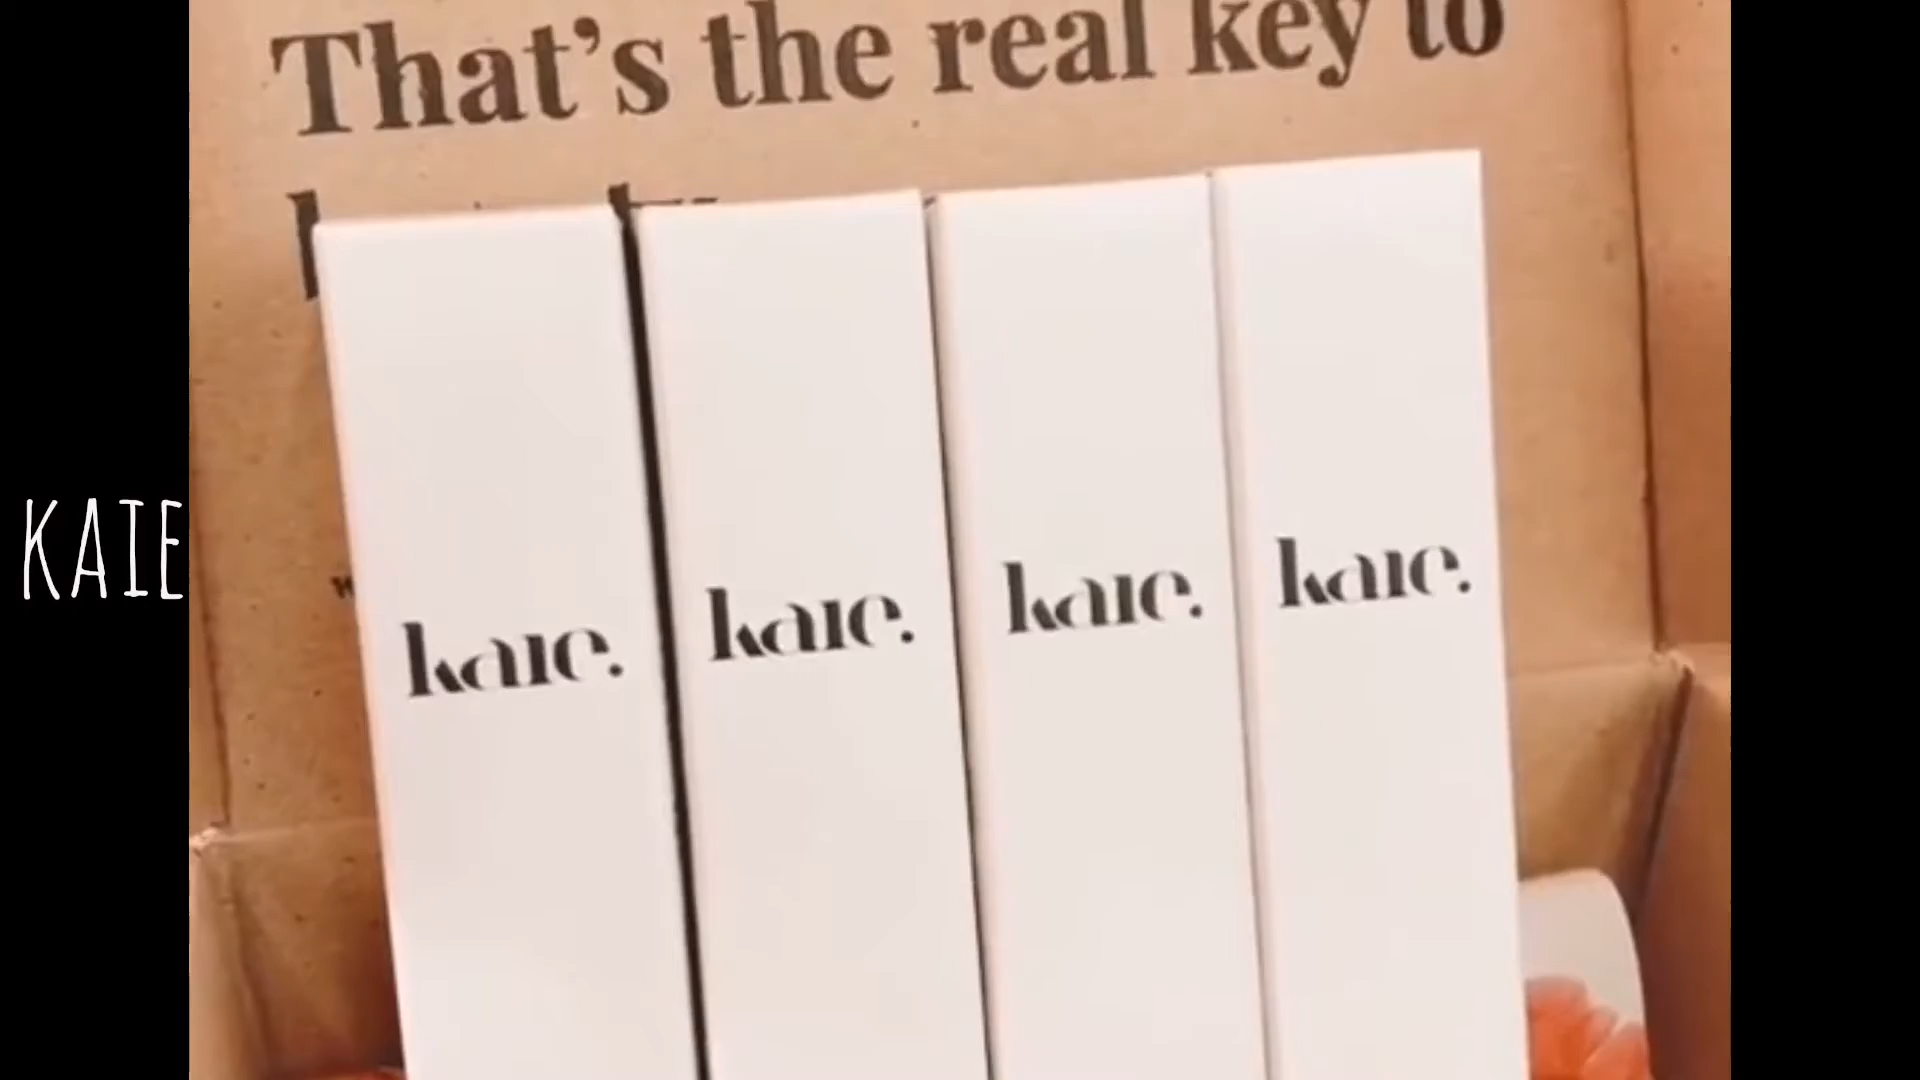 That's the real key to
KAIE
kaie.
kaie.
kaie.
kaie.